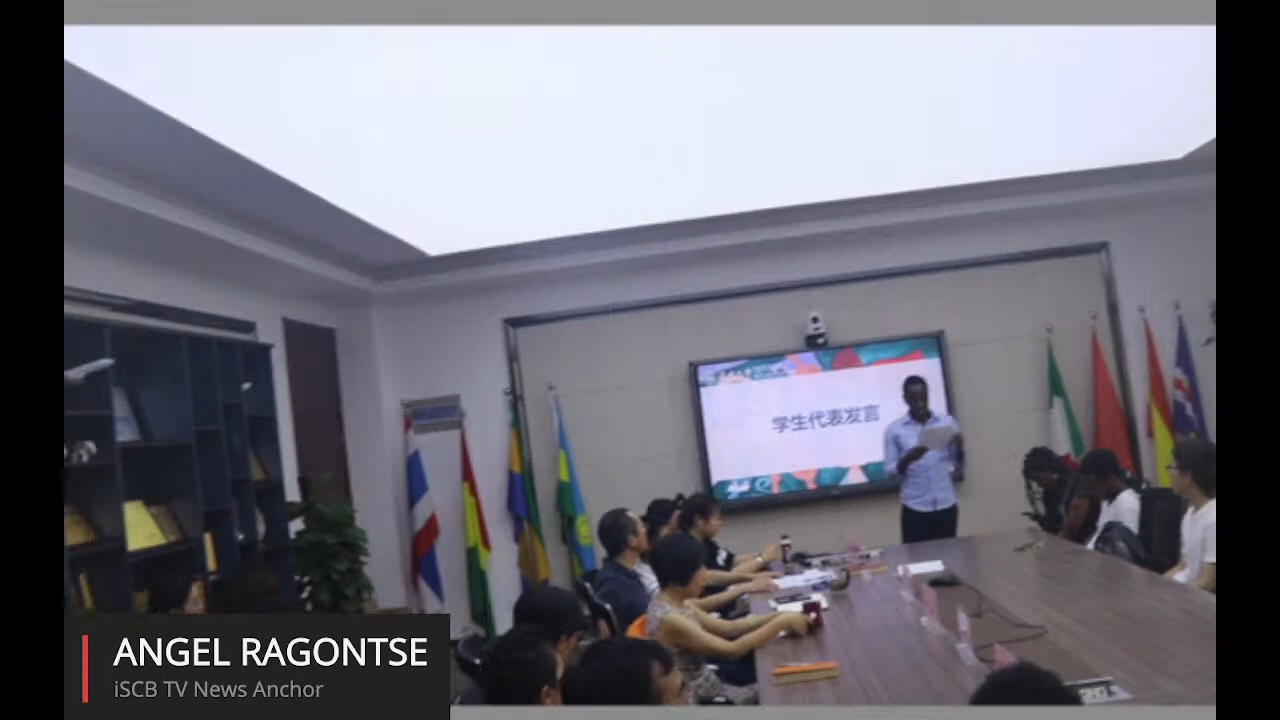 学生代表发言
ANGEL RAGONTSE
iSCB TV News Anchor